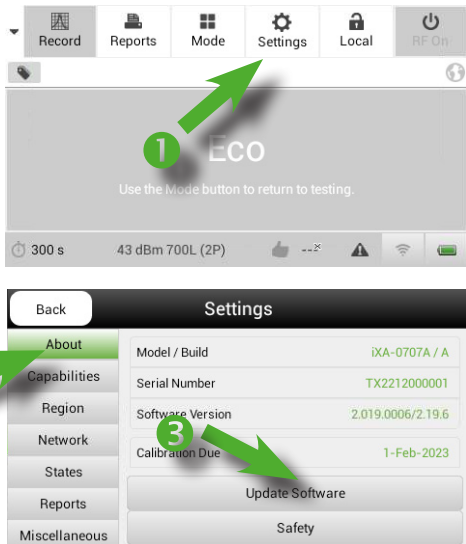 Record Reports Mode Settings Local RF On
1
Eco
Use the Mode button to return to testing.
300 s 43 dBm 700L (2P) --×
Back Settings
About
Capabilities
Region
Network
States
Reports
Miscellaneous
Model / Build iXA-0707A / A
Serial Number TX2212000001
Software Version 2.019.0006/2.19.6
3
Calibration Due 1-Feb-2023
Update Software
Safety